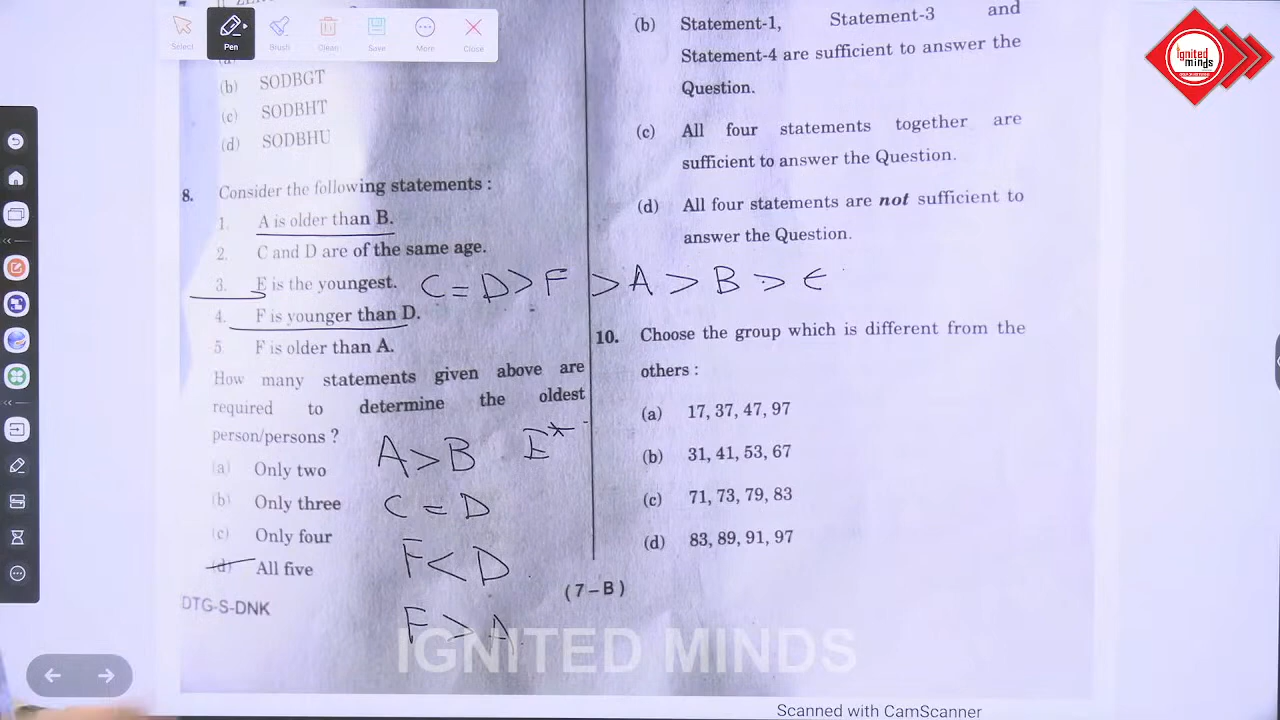 Select
Pen
Brush
Clean
Save
More
Close
Ignited
minds
(b) SODBGT
(c) SODBHT
(d) SODBHU
8. Consider the following statements :
1. A is older than B.
2. C and D are of the same age.
3. E is the youngest.
4. F is younger than D.
5 F is older than A.
How many statements given above are
required to determine the oldest
person/persons ?
(a) Only two
(b) Only three
(c) Only four
(d) All five
DTG-S-DNK
C = D > F > A > B > E
A > B E*
C = D
F < D
F > A
(b) Statement-1, Statement-3 and
Statement-4 are sufficient to answer the
Question.
(c) All four statements together are
sufficient to answer the Question.
(d) All four statements are not sufficient to
answer the Question.
10. Choose the group which is different from the
others :
(a) 17, 37, 47, 97
(b) 31, 41, 53, 67
(c) 71, 73, 79, 83
(d) 83, 89, 91, 97
(7–B)
IGNITED MINDS
Scanned with CamScanner